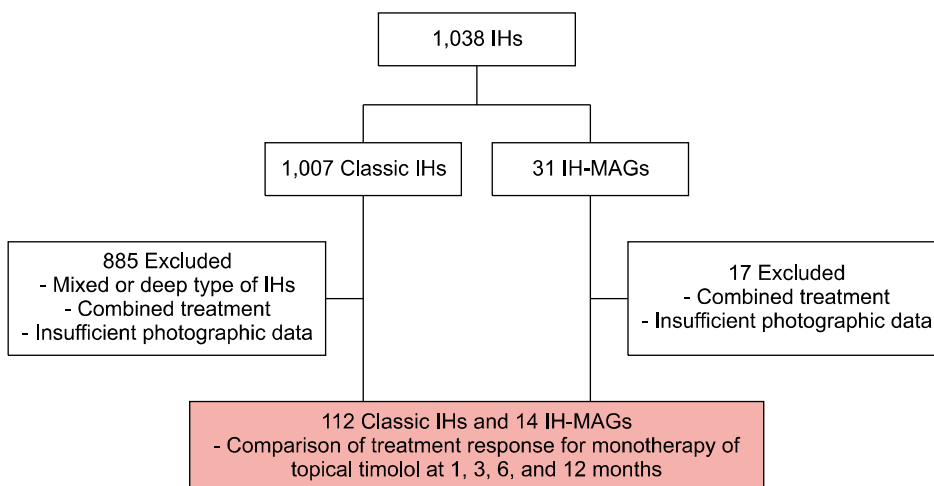 1,038 IHs
1,007 Classic IHs
31 IH-MAGs
885 Excluded
- Mixed or deep type of IHs
- Combined treatment
- Insufficient photographic data
17 Excluded
- Combined treatment
- Insufficient photographic data
112 Classic IHs and 14 IH-MAGs
- Comparison of treatment response for monotherapy of
topical timolol at 1, 3, 6, and 12 months